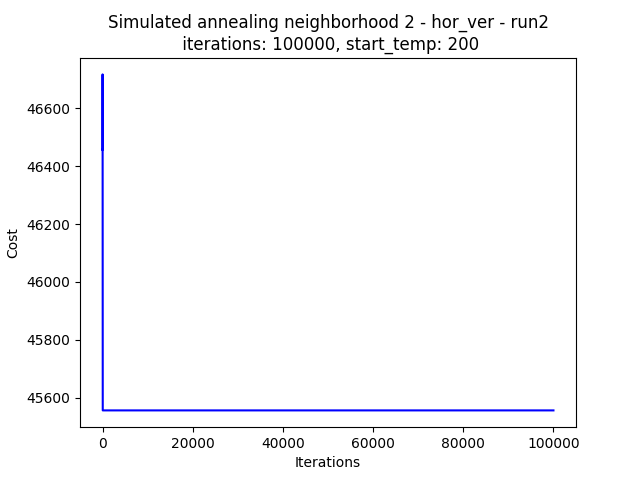 Simulated annealing neighborhood 2 - hor_ver - run2
iterations: 100000, start_temp: 200
46600
46400
46200
46000
45800
45600
Cost
0 20000 40000 60000 80000 100000
Iterations